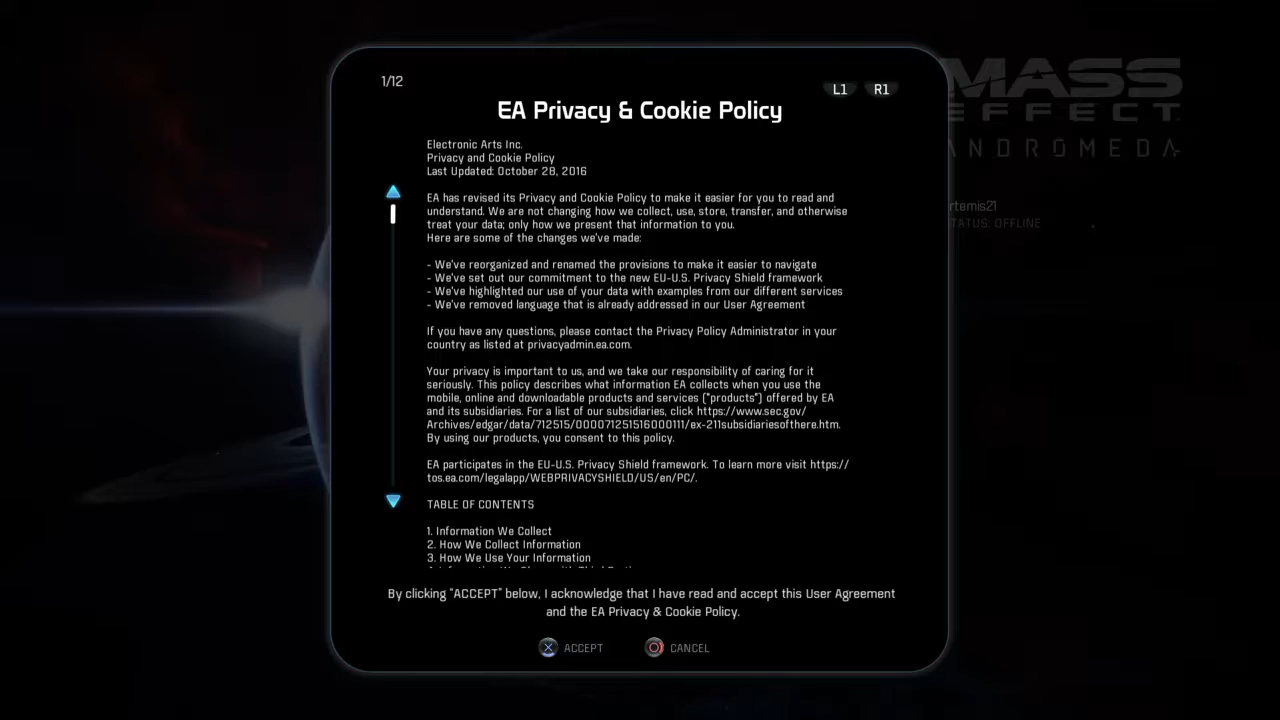 1/12
L1 R1
MASS
EFFECT
ANDROMEDA
EA Privacy & Cookie Policy
Electronic Arts Inc.
Privacy and Cookie Policy
Last Updated: October 28, 2016
EA has revised its Privacy and Cookie Policy to make it easier for you to read and
understand. We are not changing how we collect, use, store, transfer, and otherwise
treat your data; only how we present that information to you.
Here are some of the changes we've made:
- We've reorganized and renamed the provisions to make it easier to navigate
- We've set out our commitment to the new EU-U.S. Privacy Shield framework
- We've highlighted our use of your data with examples from our different services
- We've removed language that is already addressed in our User Agreement
If you have any questions, please contact the Privacy Policy Administrator in your
country as listed at privacyadmin.ea.com.
Your privacy is important to us, and we take our responsibility of caring for it
seriously. This policy describes what information EA collects when you use the
mobile, online and downloadable products and services ("products") offered by EA
and its subsidiaries. For a list of our subsidiaries, click https://www.sec.gov/
Archives/edgar/data/712515/000071251516000111/ex-211subsidiariesofthere.htm.
By using our products, you consent to this policy.
EA participates in the EU-U.S. Privacy Shield framework. To learn more visit https://
tos.ea.com/legalapp/WEBPRIVACYSHIELD/US/en/PC/.
TABLE OF CONTENTS
1. Information We Collect
2. How We Collect Information
3. How We Use Your Information
rtemis21
STATUS: OFFLINE
By clicking "ACCEPT" below, I acknowledge that I have read and accept this User Agreement
and the EA Privacy & Cookie Policy.
ACCEPT CANCEL